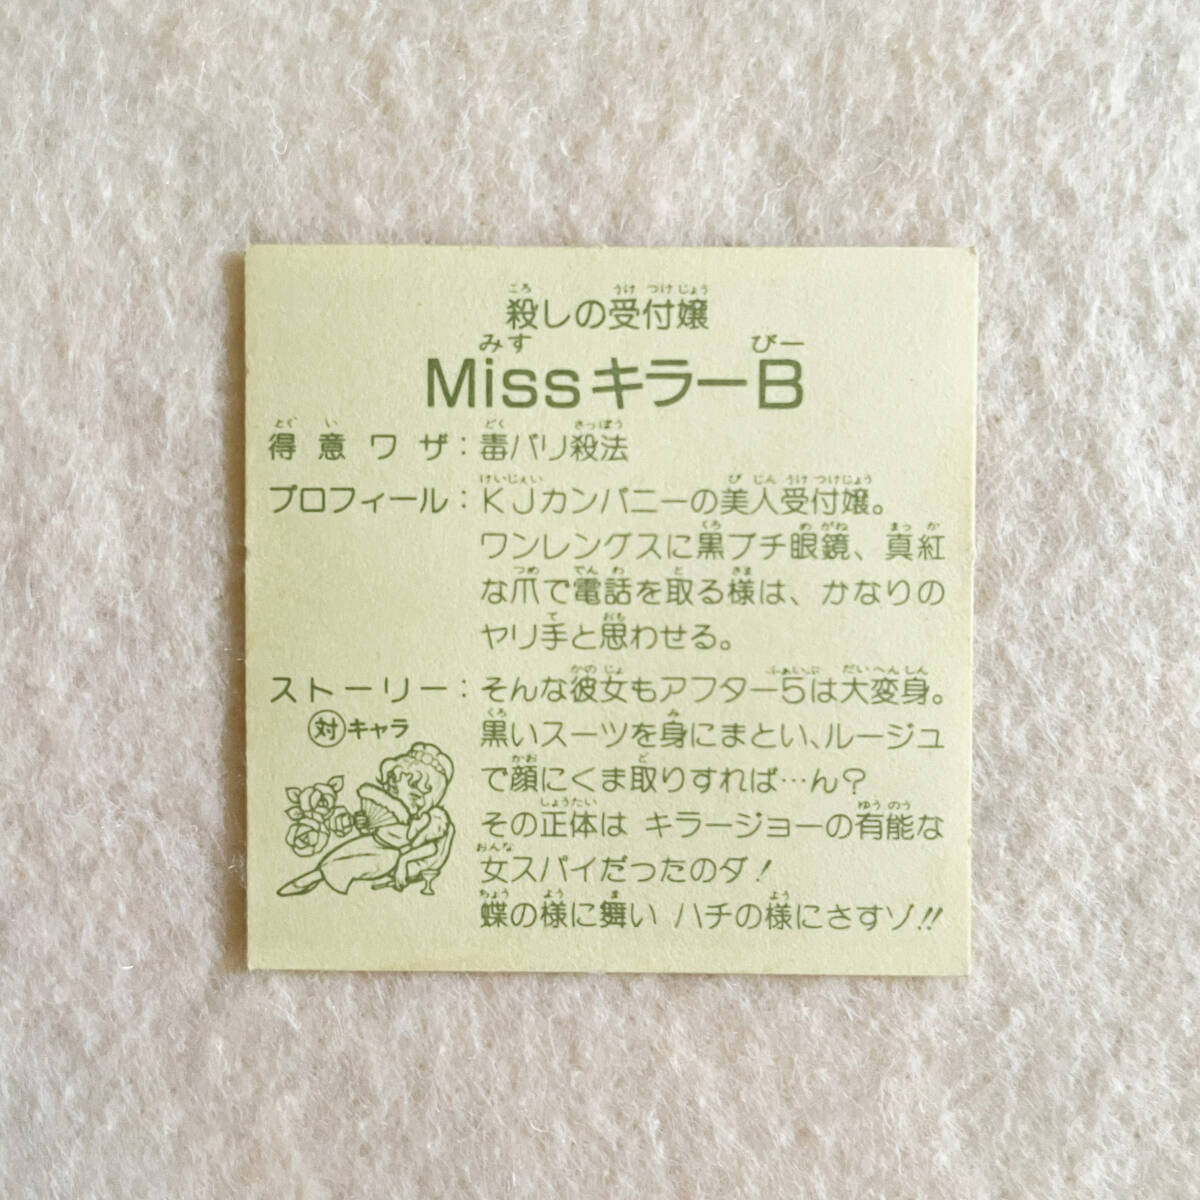 殺しの受付嬢
MissキラーB
得意ワザ：毒バリ殺法
プロフィール：KJカンパニーの美人受付嬢。
ワンレングスに黒ブチ眼鏡、真紅
な爪で電話を取る様は、かなりの
ヤリ手と思わせる。
ストーリー：そんな彼女もアフター5は大変身。
黒いスーツを身にまとい、ルージュ
で顔にくま取りすれば…ん？
その正体は キラージョーの有能な
女スパイだったのダ！
蝶の様に舞い ハチの様にさすゾ!!
対キャラ